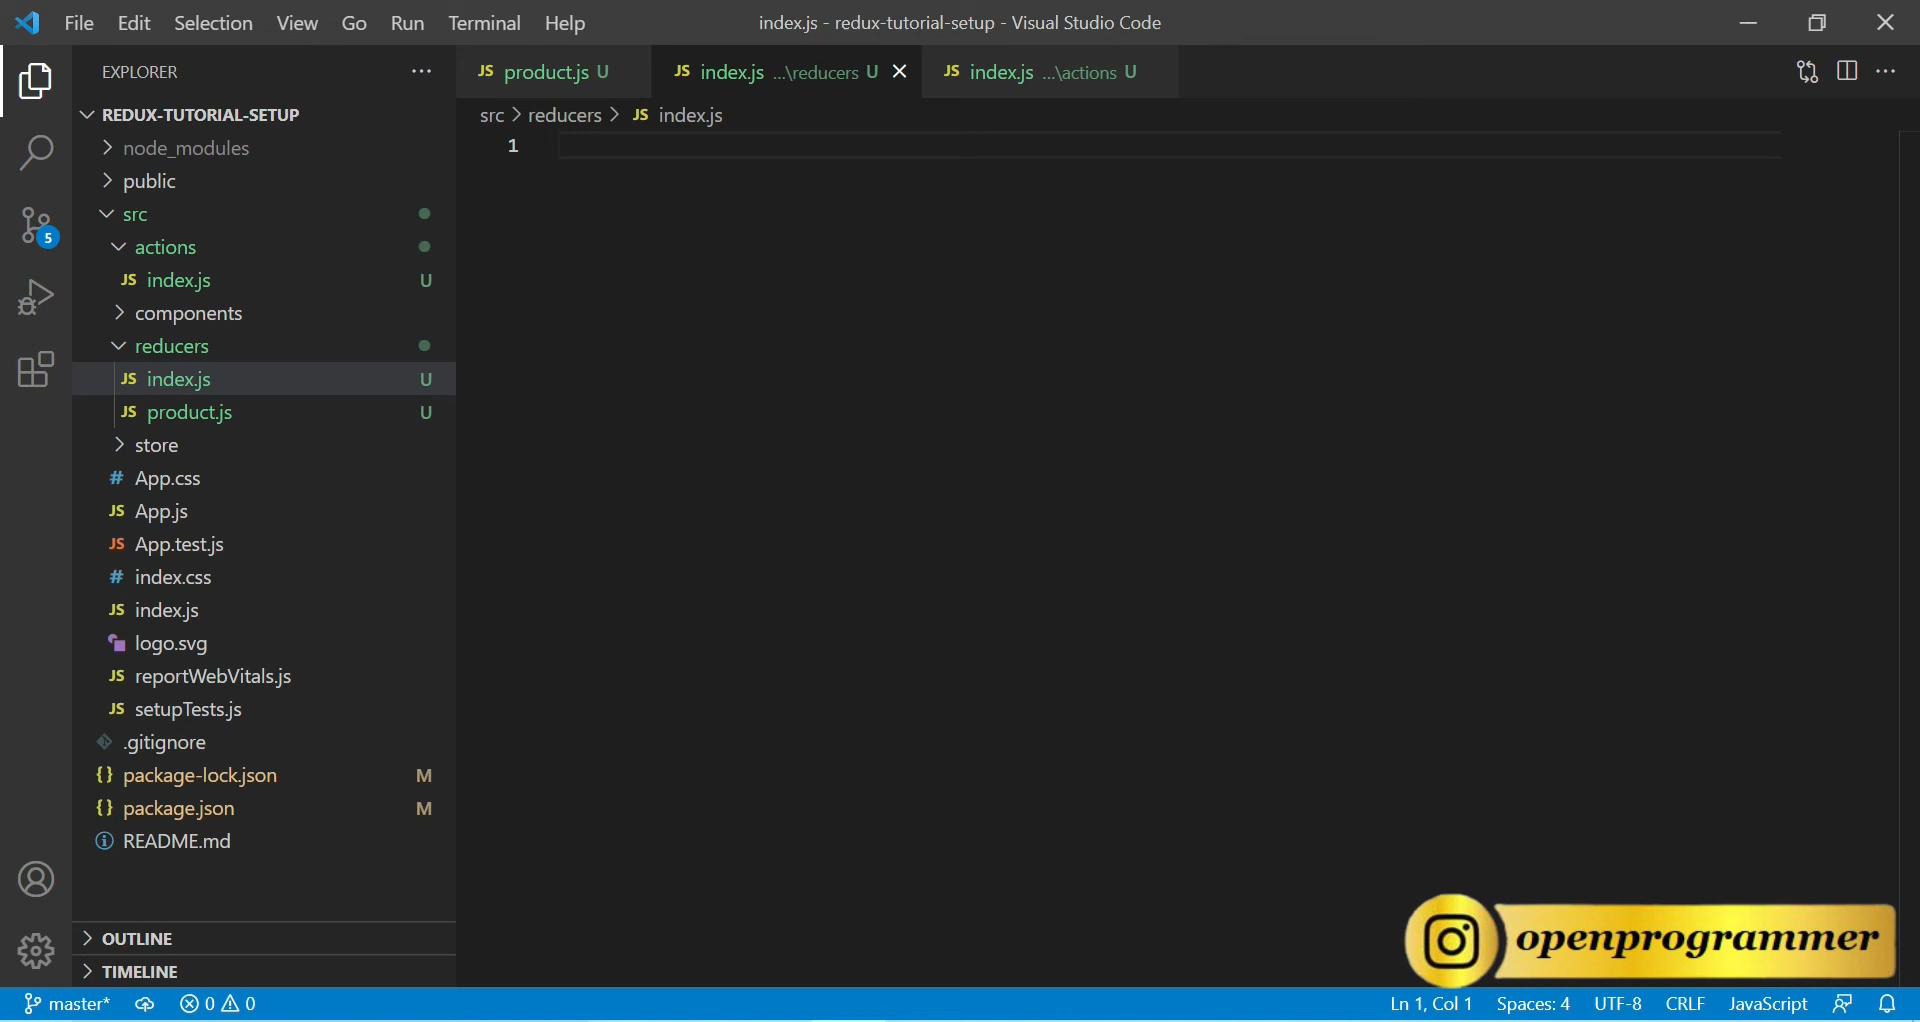 File Edit Selection View Go Run Terminal Help
index.js - redux-tutorial-setup - Visual Studio Code
EXPLORER
JS product.js U
JS index.js ...\reducers U
JS index.js ...\actions U
src > reducers > JS index.js
1
REDUX-TUTORIAL-SETUP
node_modules
public
src
5
actions
JS index.js U
components
reducers
JS index.js U
JS product.js U
store
# App.css
JS App.js
JS App.test.js
# index.css
JS index.js
logo.svg
JS reportWebVitals.js
JS setupTests.js
.gitignore
{} package-lock.json M
{} package.json M
README.md
OUTLINE
TIMELINE
openprogrammer
master* 0 0
Ln 1, Col 1 Spaces: 4 UTF-8 CRLF JavaScript